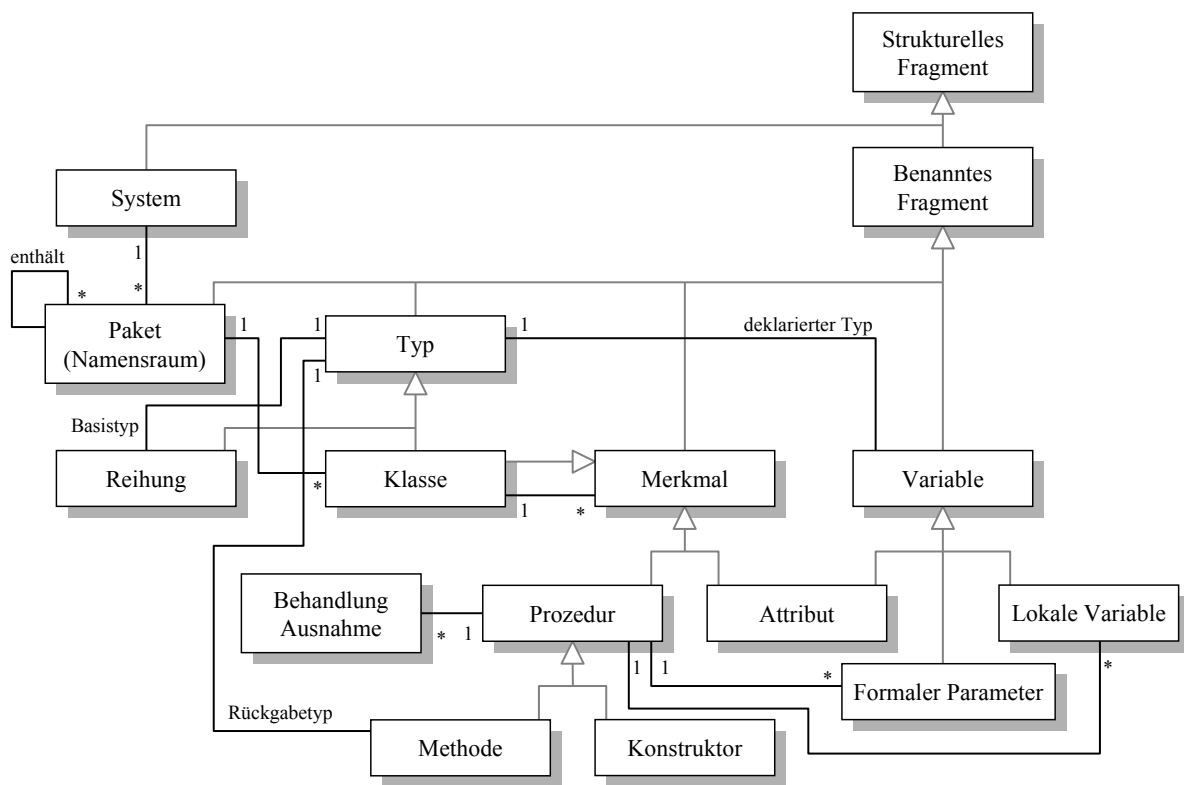 Strukturelles
Fragment
System
Benanntes
Fragment
1
enthält
*
*
Paket
(Namensraum)
1
1
Typ
1
deklarierter Typ
1
Basistyp
Reihung
*
Klasse
Merkmal
Variable
1
*
Behandlung
Ausnahme
*
1
Prozedur
Attribut
Lokale Variable
1
1
*
*
Formaler Parameter
Rückgabetyp
Methode
Konstruktor